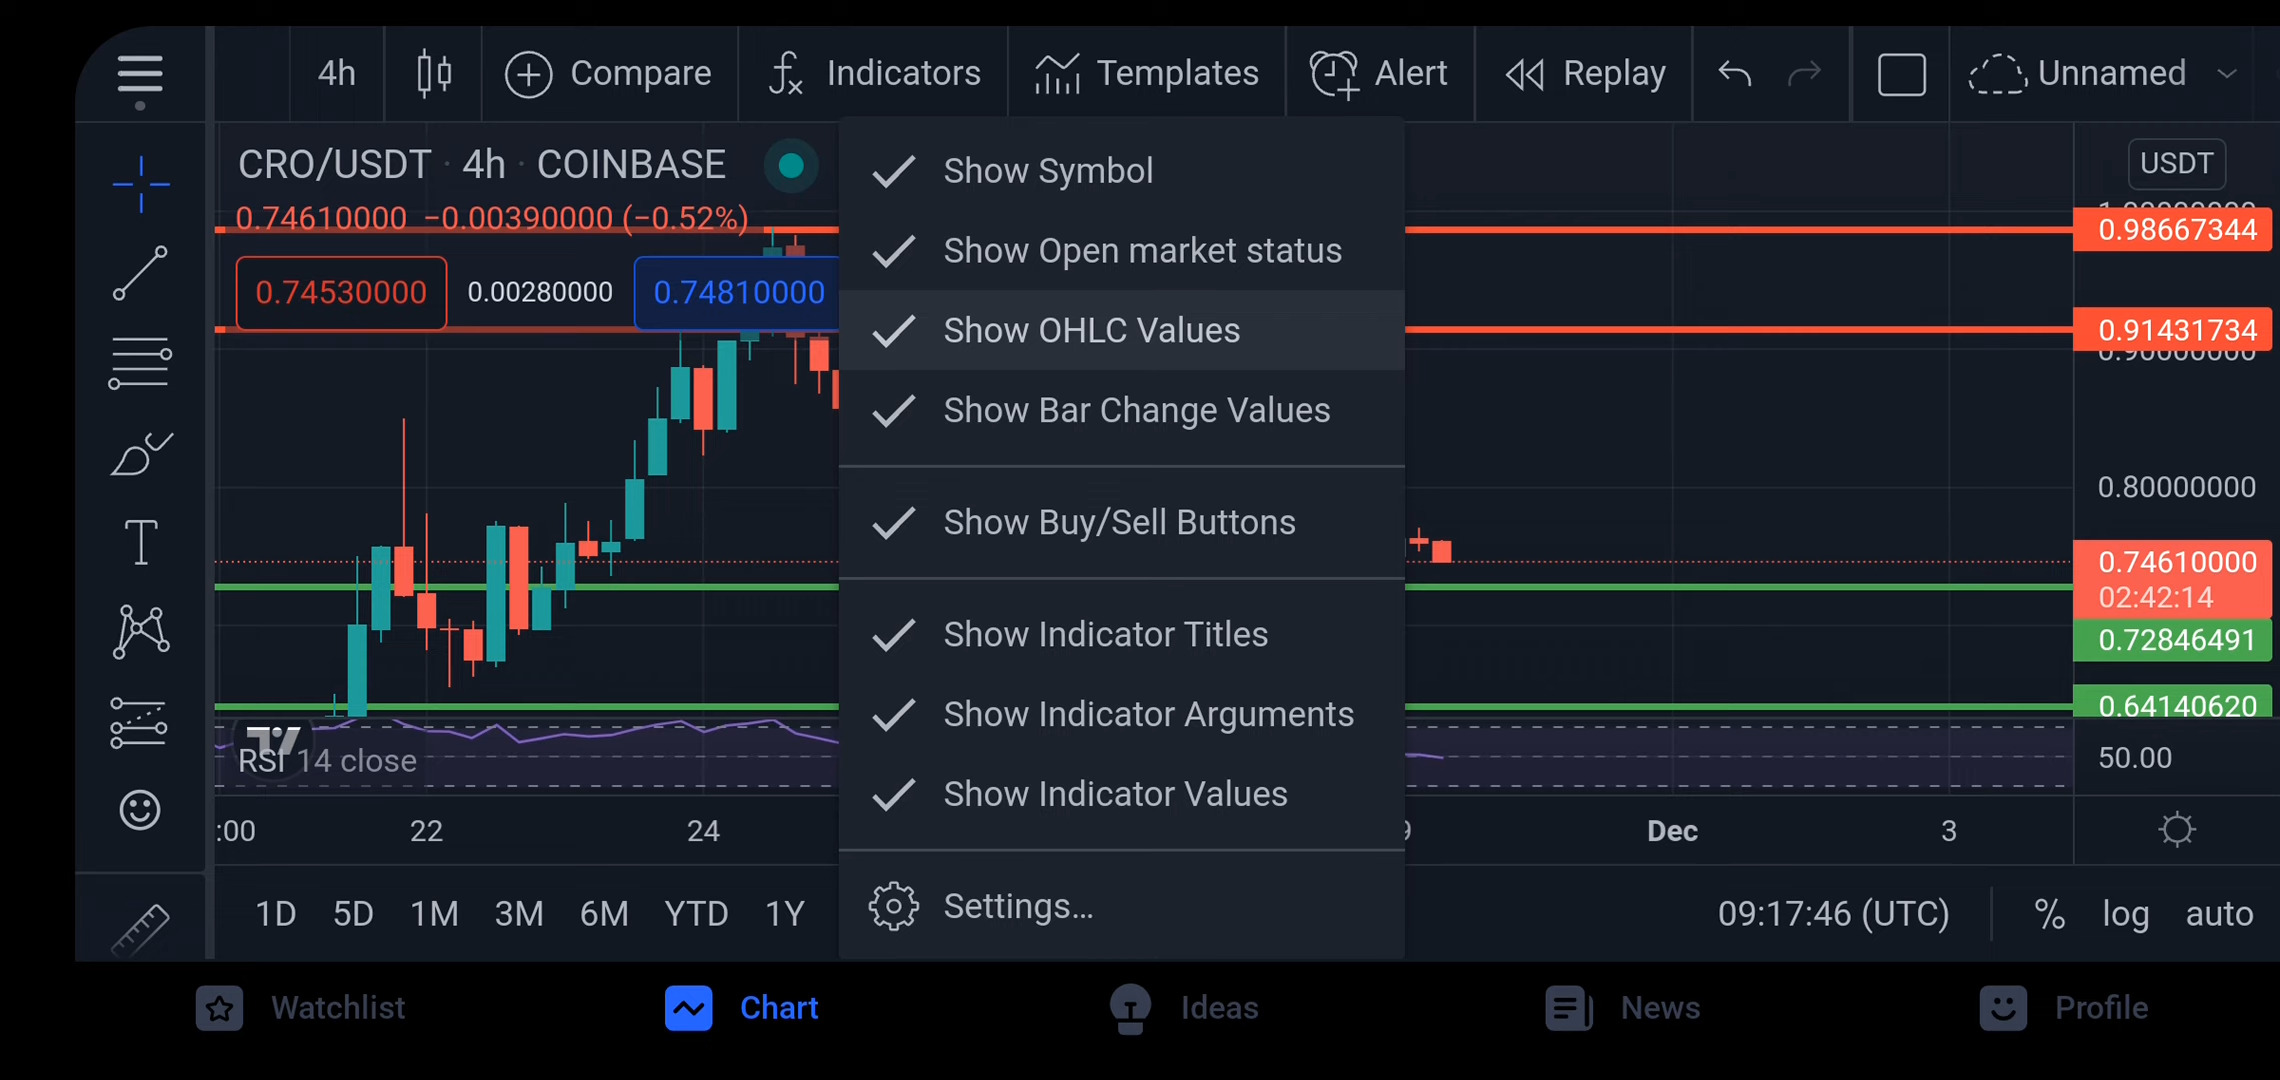 4h Compare Indicators Templates Alert Replay Unnamed
CRO/USDT · 4h · COINBASE
0.74610000 −0.00390000 (−0.52%)
0.74530000 0.00280000 0.74810000
Show Symbol
Show Open market status
Show OHLC Values
Show Bar Change Values
Show Buy/Sell Buttons
Show Indicator Titles
Show Indicator Arguments
Show Indicator Values
Settings...
USDT
0.98667344
0.91431734
0.90000000
0.80000000
0.74610000
02:42:14
0.72846491
0.64140620
RSI 14 close
50.00
:00 22 24 9 Dec 3
1D 5D 1M 3M 6M YTD 1Y
09:17:46 (UTC) % log auto
Watchlist Chart Ideas News Profile